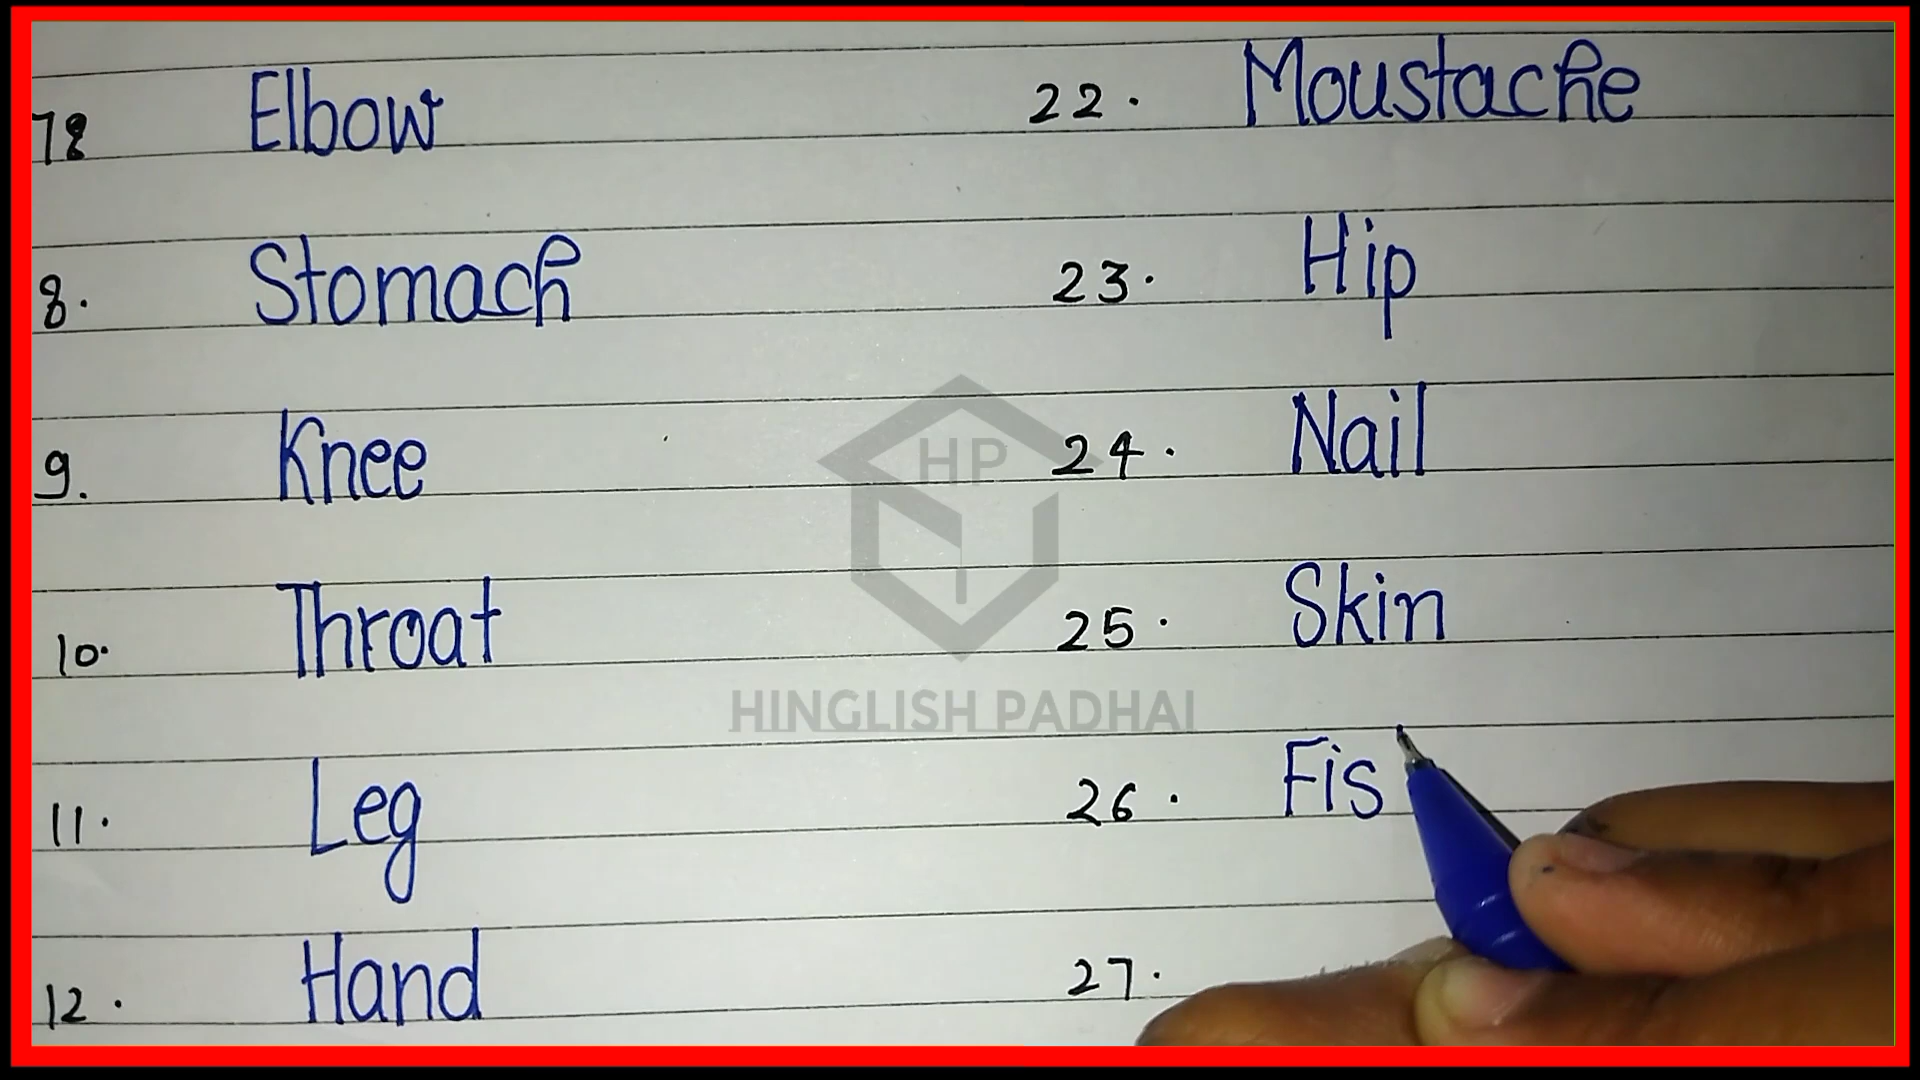 78 Elbow 22. Moustache
8. Stomach 23. Hip
9. Knee 24. Nail
HP
10. Throat 25. Skin
HINGLISH PADHAI
11. Leg 26. Fis
12. Hand 27.